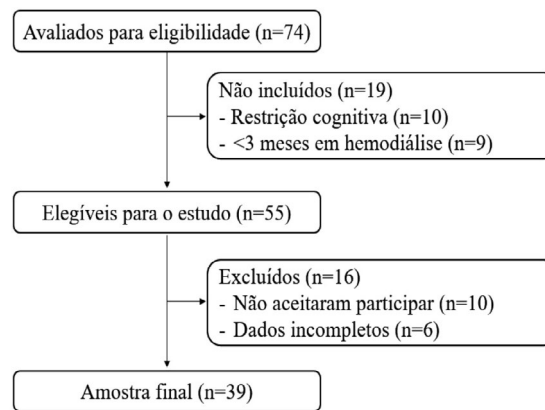 Avaliados para eligibilidade (n=74)
Não incluídos (n=19)
- Restrição cognitiva (n=10)
- <3 meses em hemodiálise (n=9)
Elegíveis para o estudo (n=55)
Excluídos (n=16)
- Não aceitaram participar (n=10)
- Dados incompletos (n=6)
Amostra final (n=39)